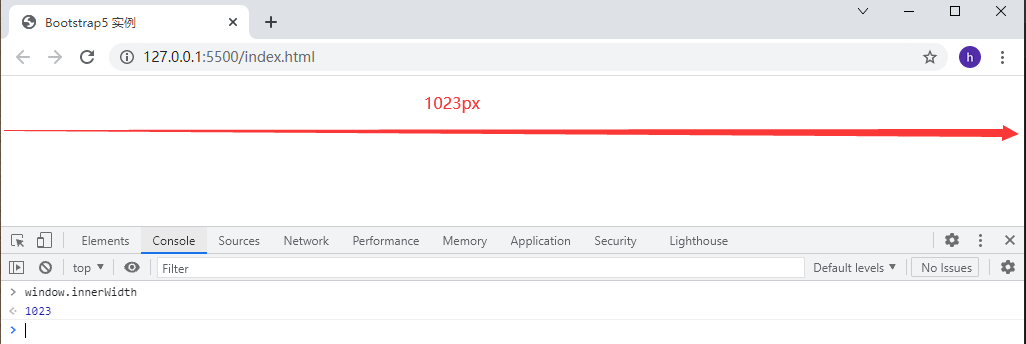 Bootstrap5 实例
127.0.0.1:5500/index.html
h
1023px
Elements Console Sources Network Performance Memory Application Security Lighthouse
top Filter Default levels No Issues
window.innerWidth
1023